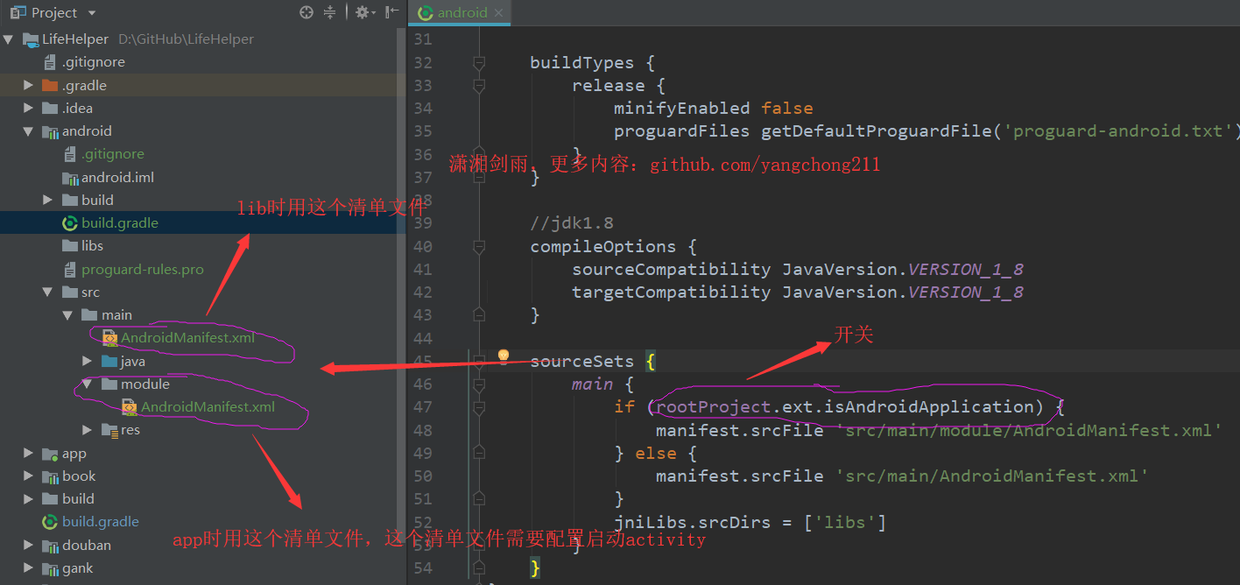 Project
LifeHelper D:\GitHub\LifeHelper
.gitignore
.gradle
.idea
android
.gitignore
android.iml
build
build.gradle
libs
proguard-rules.pro
src
main
AndroidManifest.xml
java
module
AndroidManifest.xml
res
app
book
build
build.gradle
douban
gank
lib时用这个清单文件
app时用这个清单文件，这个清单文件需要配置启动activity
android
31
32 buildTypes {
33 release {
34 minifyEnabled false
35 proguardFiles getDefaultProguardFile('proguard-android.txt')
36 }
潇湘剑雨，更多内容：github.com/yangchong211
37 }
38
39 //jdk1.8
40 compileOptions {
41 sourceCompatibility JavaVersion.VERSION_1_8
42 targetCompatibility JavaVersion.VERSION_1_8
43 }
44
开关
45 sourceSets {
46 main {
47 if (rootProject.ext.isAndroidApplication) {
48 manifest.srcFile 'src/main/module/AndroidManifest.xml'
49 } else {
50 manifest.srcFile 'src/main/AndroidManifest.xml'
51 }
52 jniLibs.srcDirs = ['libs']
53 }
54 }